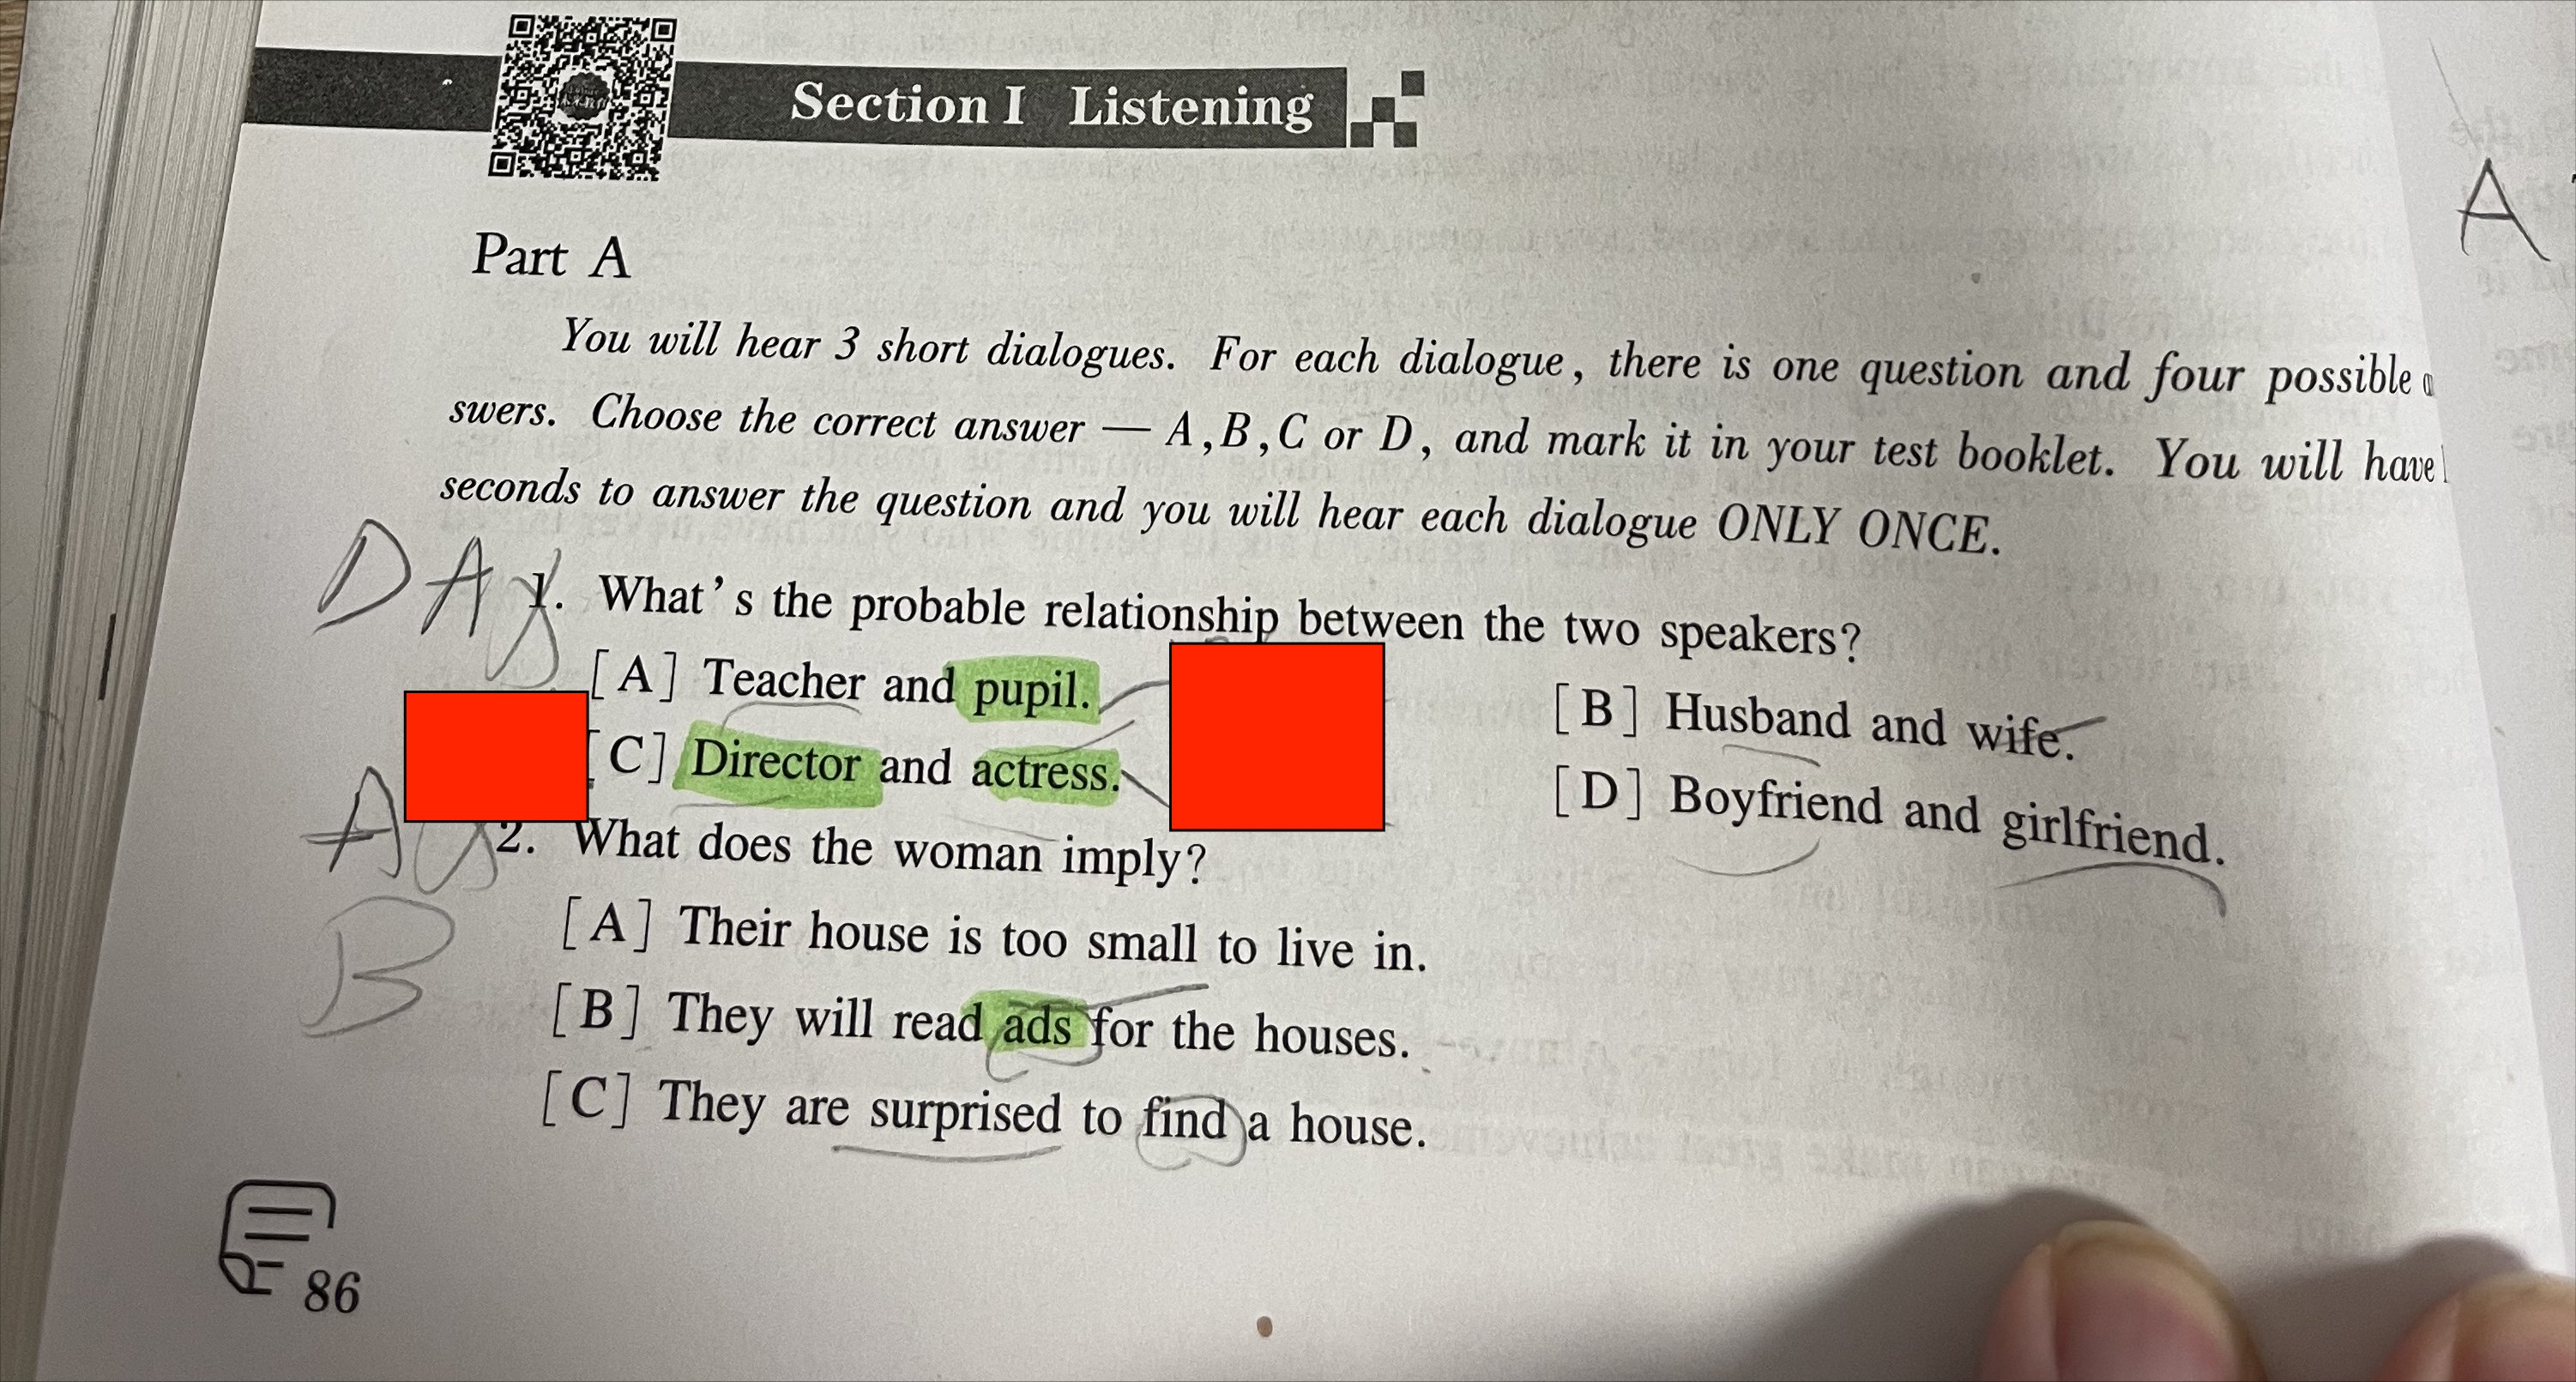 Section I Listening
Part A
You will hear 3 short dialogues. For each dialogue, there is one question and four possible
swers. Choose the correct answer — A, B, C or D, and mark it in your test booklet. You will have
seconds to answer the question and you will hear each dialogue ONLY ONCE.
D A
1. What's the probable relationship between the two speakers?
[A] Teacher and pupil.
[B] Husband and wife.
[C] Director and actress.
[D] Boyfriend and girlfriend.
A
2. What does the woman imply?
[A] Their house is too small to live in.
B
[B] They will read ads for the houses.
[C] They are surprised to find a house.
86
A